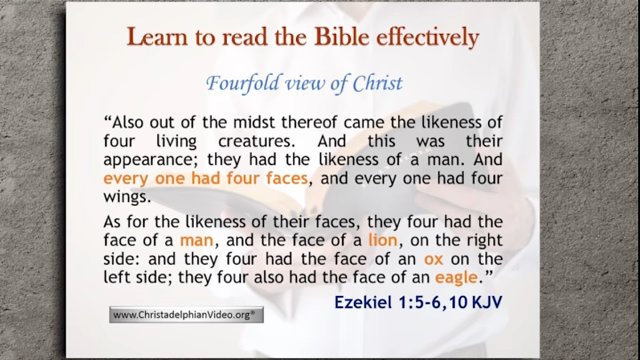 Learn to read the Bible effectively
Fourfold view of Christ
“Also out of the midst thereof came the likeness of
four living creatures. And this was their
appearance; they had the likeness of a man. And
every one had four faces, and every one had four
wings.
As for the likeness of their faces, they four had the
face of a man, and the face of a lion, on the right
side: and they four had the face of an ox on the
left side; they four also had the face of an eagle.”
Ezekiel 1:5-6,10 KJV
www.ChristadelphianVideo.org®